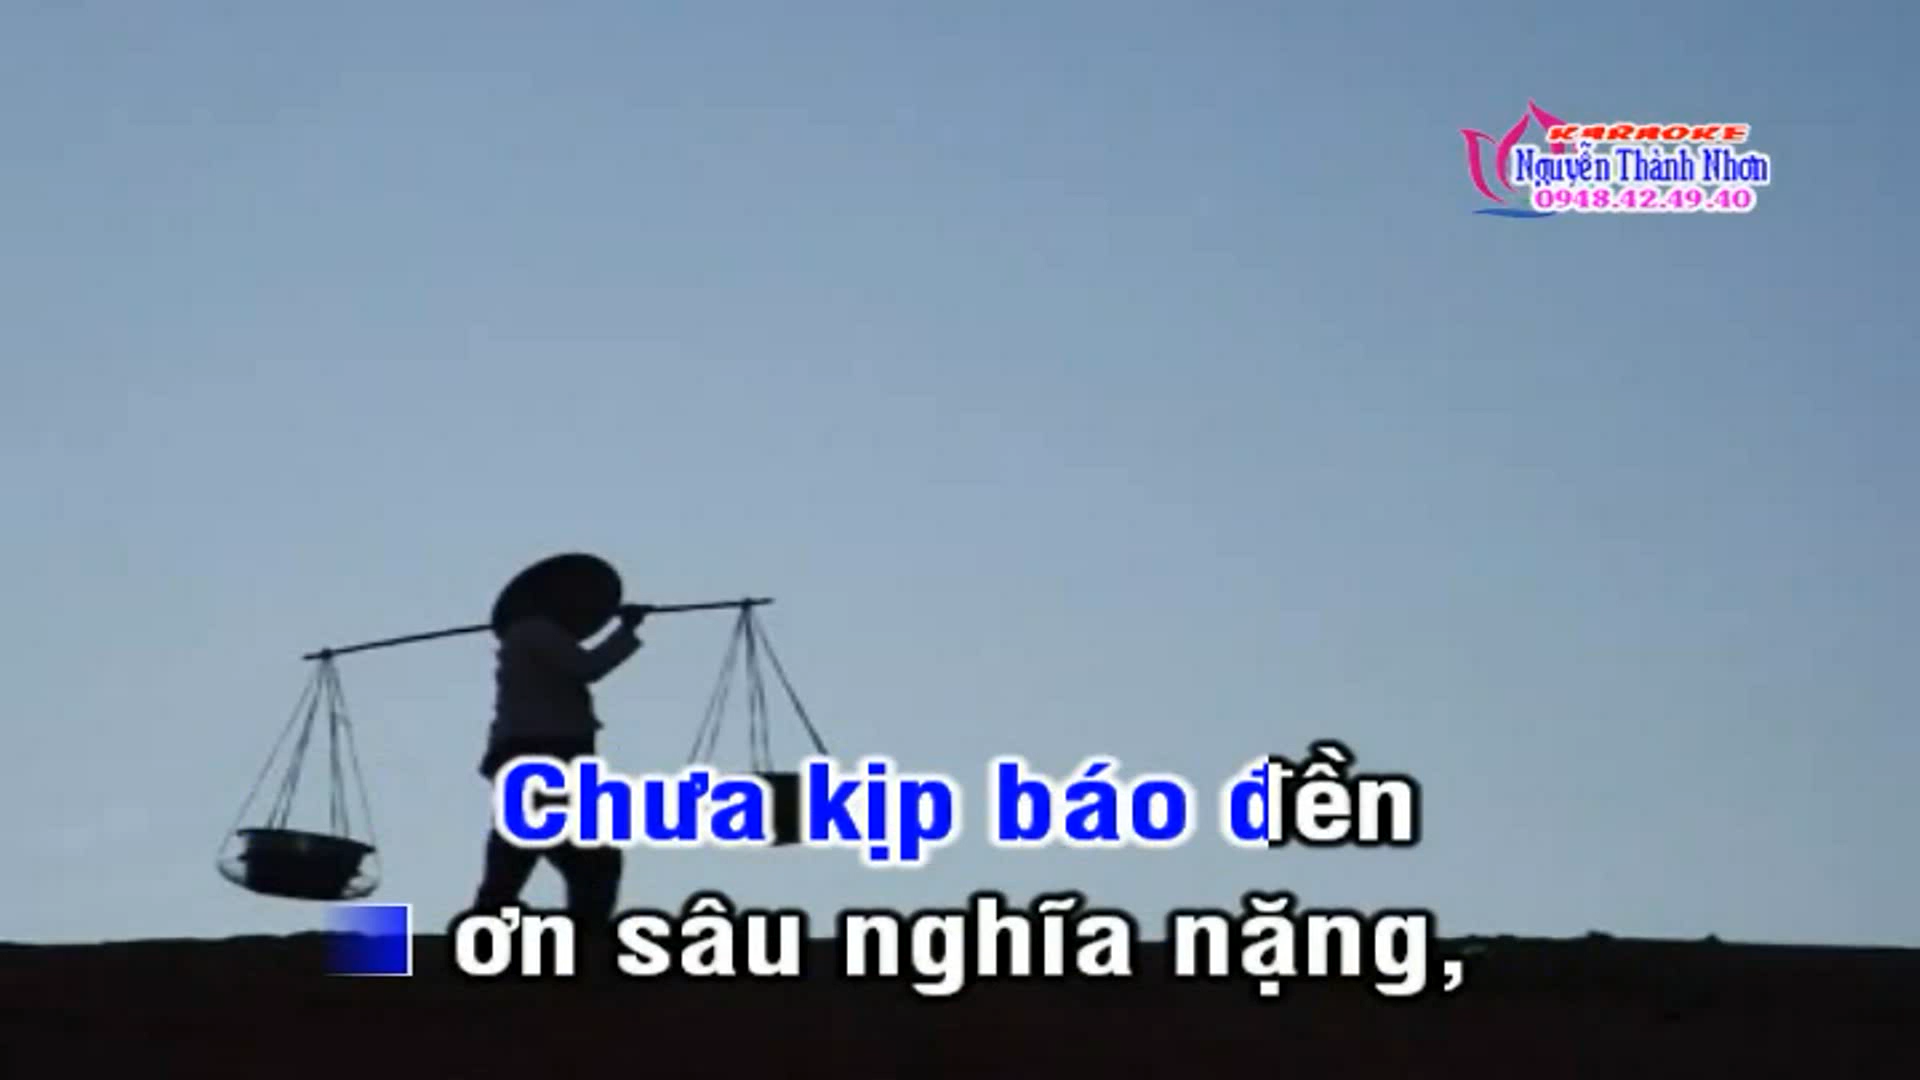 KARAOKE
Nguyễn Thành Nhơn
0948.42.49.40
Chưa kịp báo đền
ơn sâu nghĩa nặng,